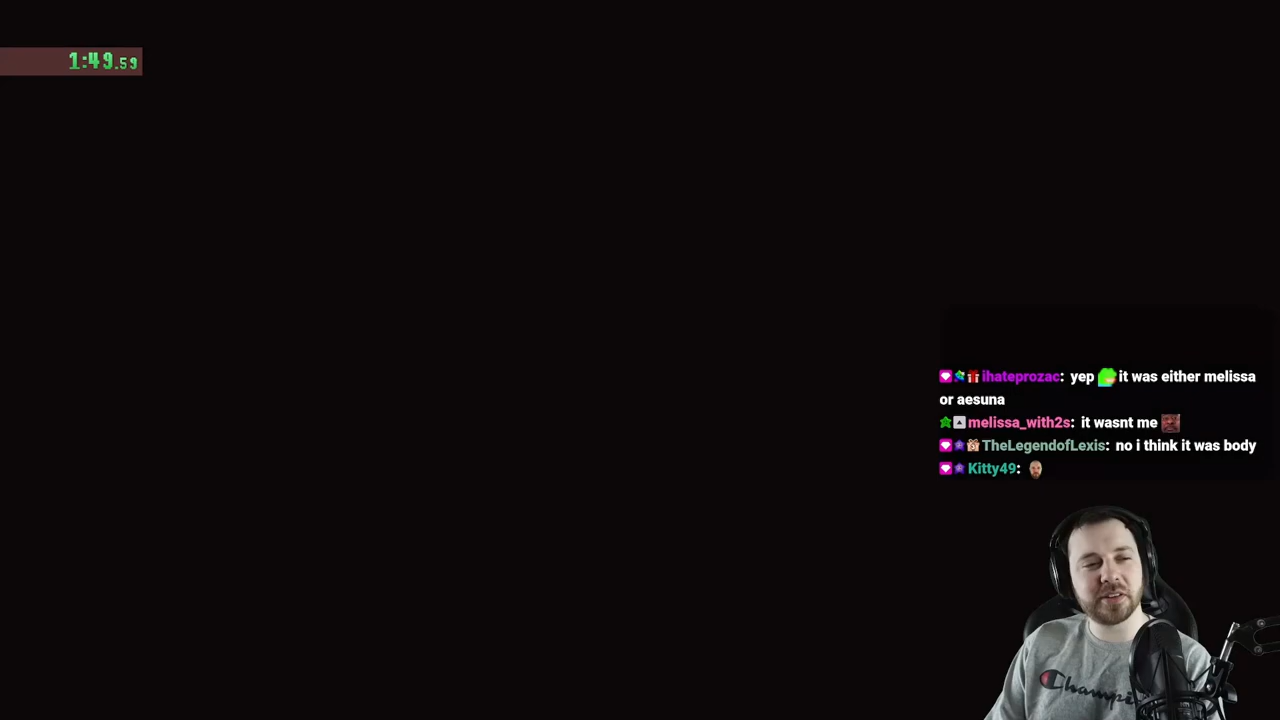 1:49.59
ihateprozac: yep it was either melissa
or aesuna
melissa_with2s: it wasnt me
TheLegendofLexis: no i think it was body
Kitty49:
Champi